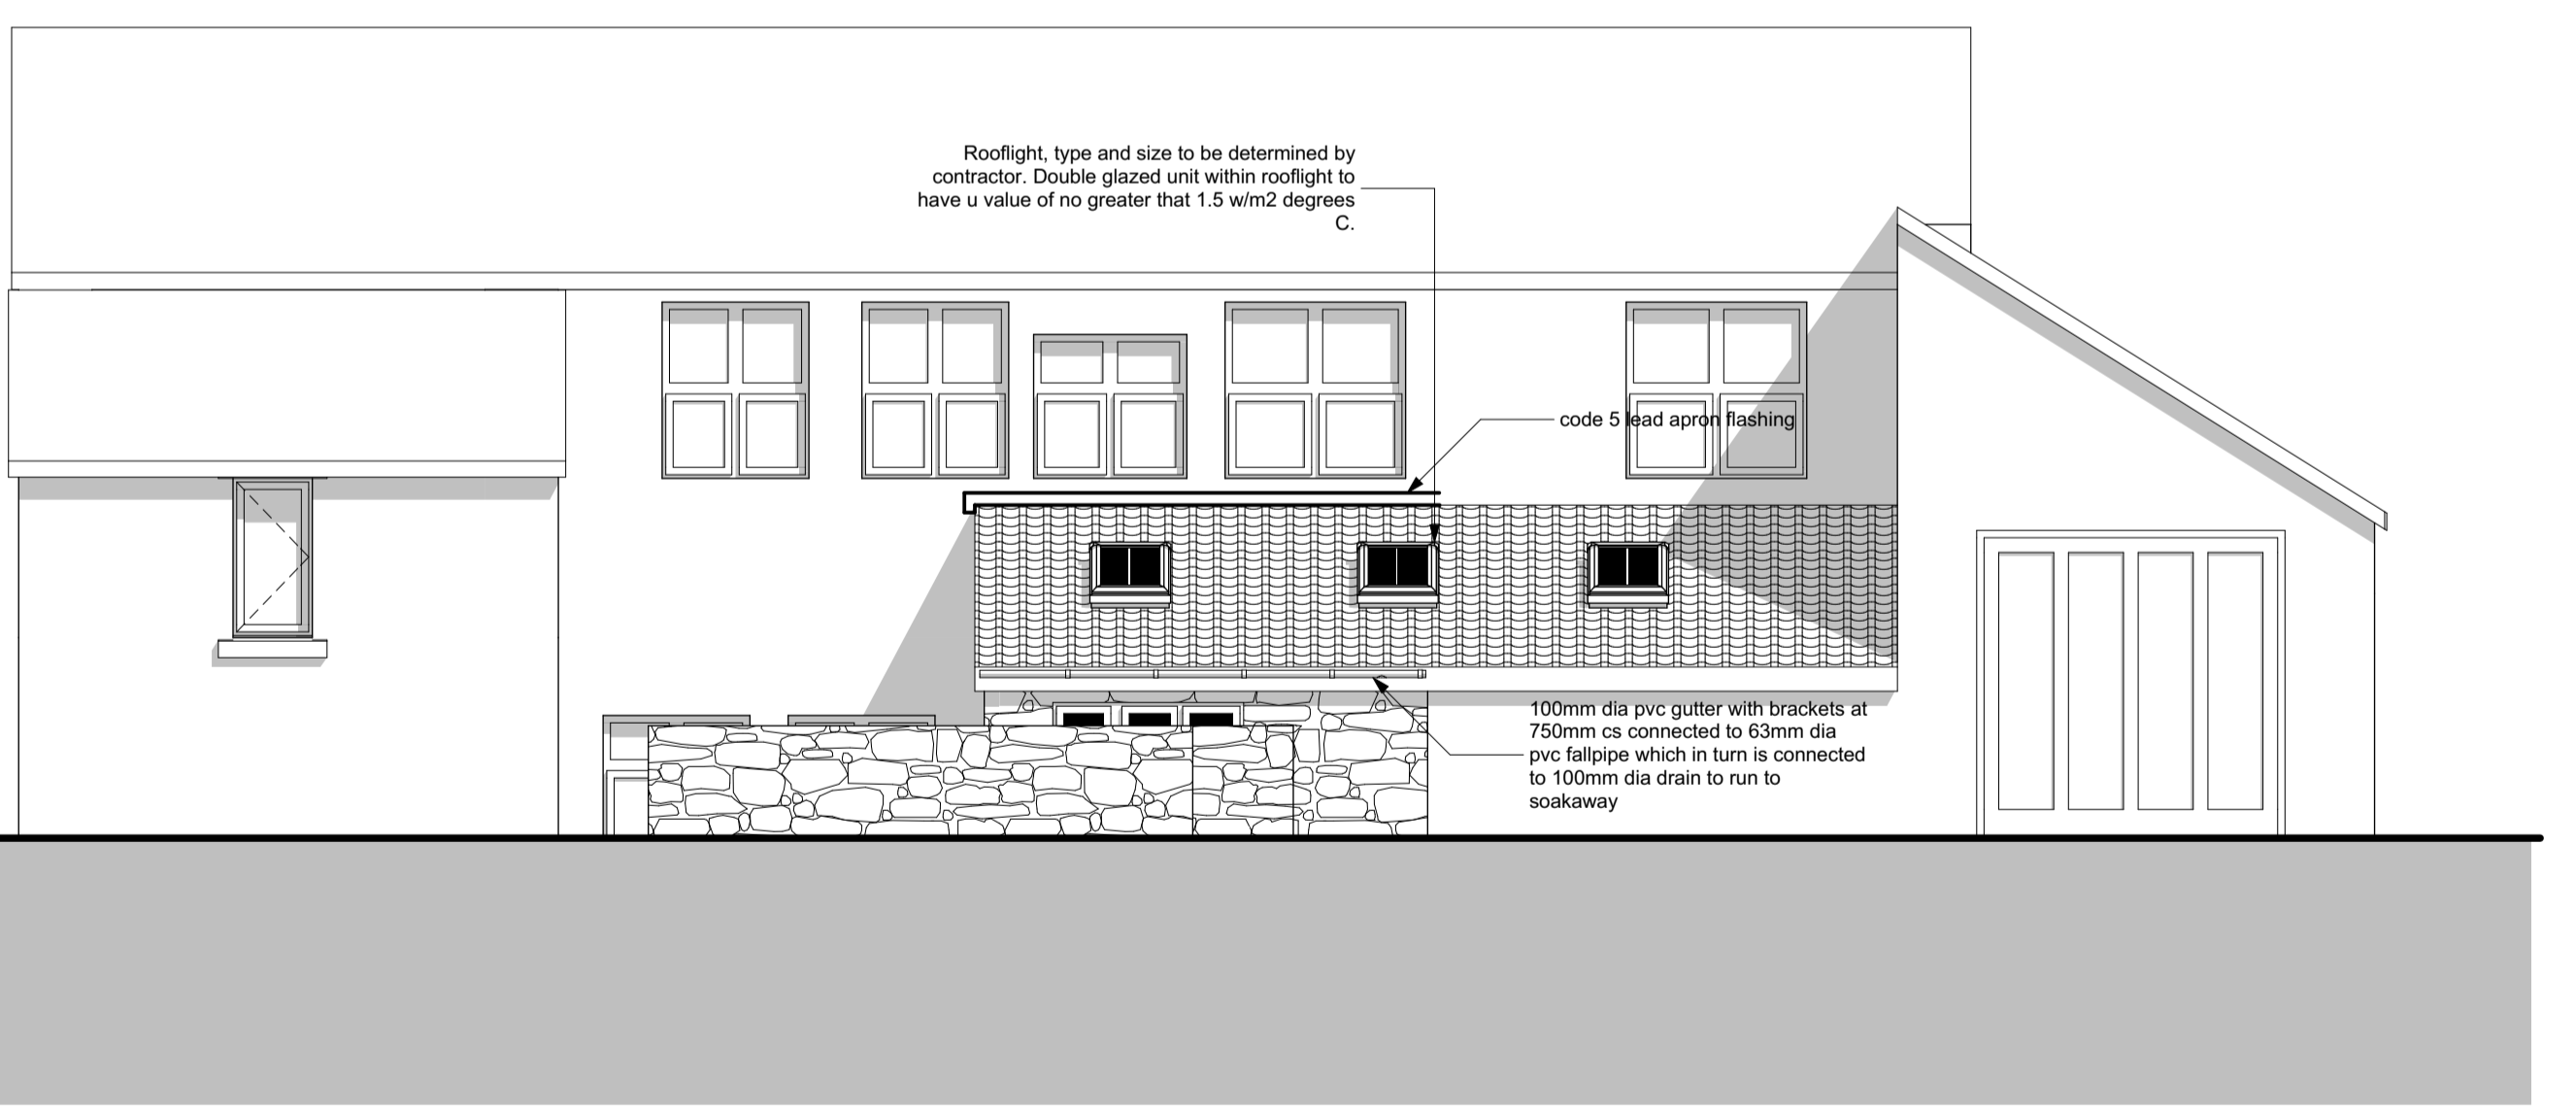 Rooflight, type and size to be determined by
contractor. Double glazed unit within rooflight to
have u value of no greater that 1.5 w/m2 degrees
C.
code 5 lead apron flashing
100mm dia pvc gutter with brackets at
750mm cs connected to 63mm dia
pvc fallpipe which in turn is connected
to 100mm dia drain to run to
soakaway